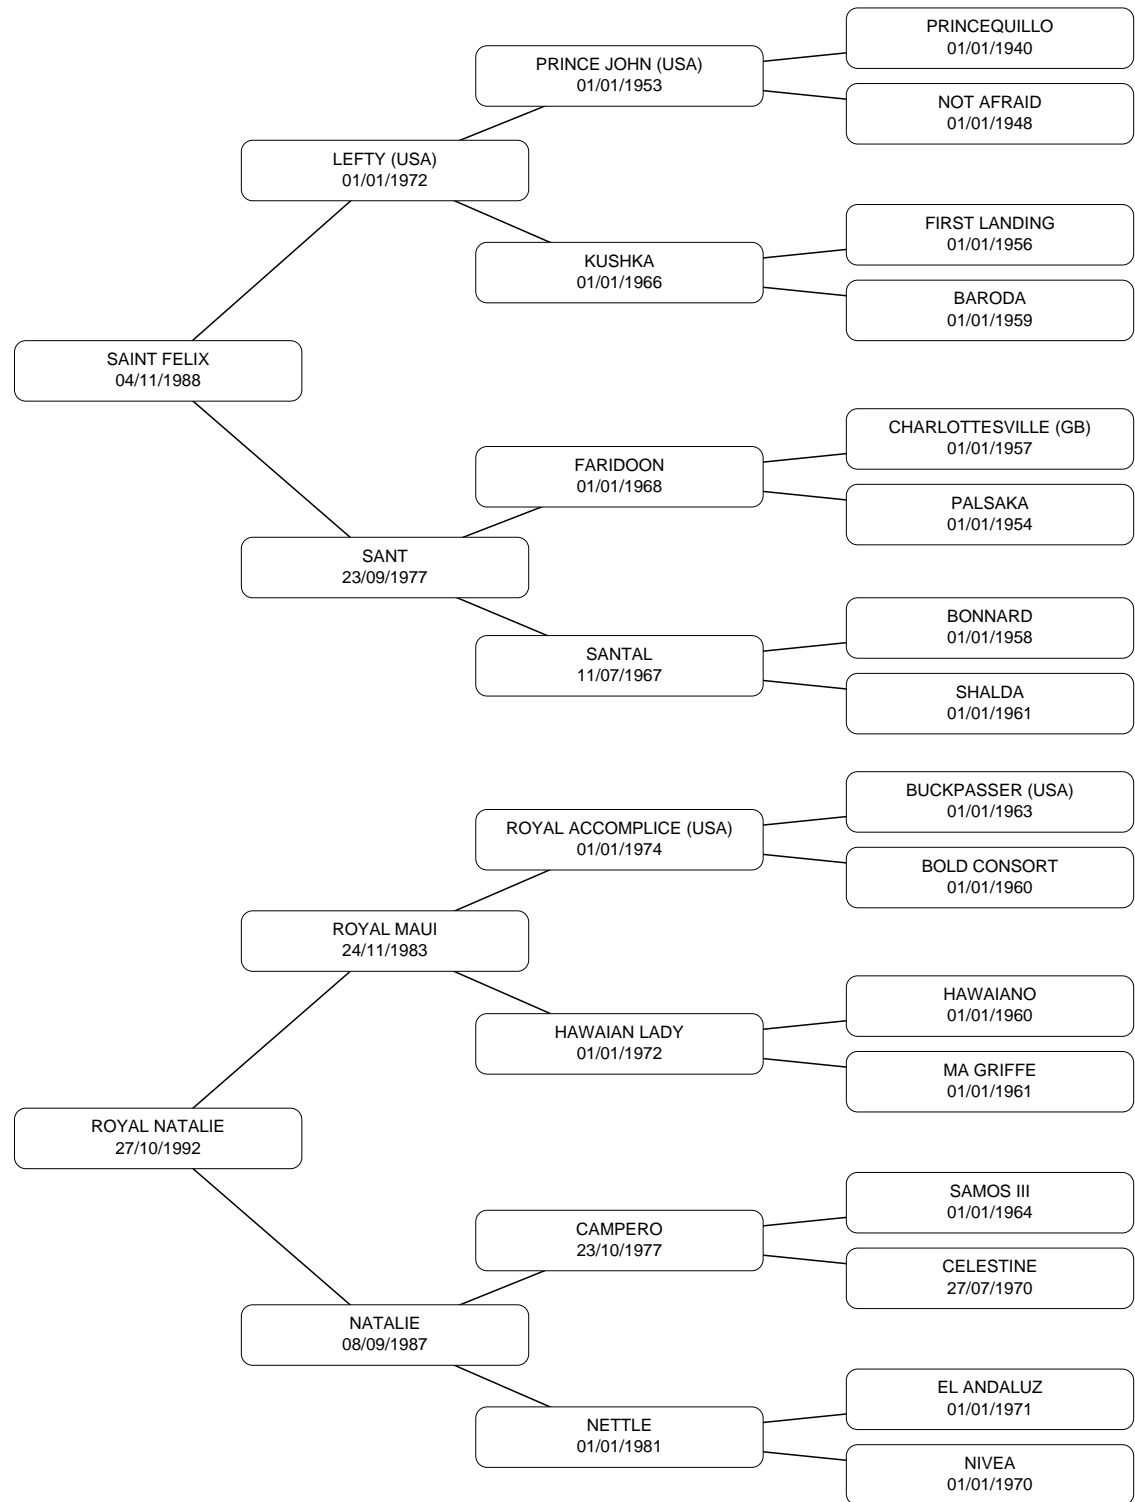 PRINCEQUILLO
01/01/1940
PRINCE JOHN (USA)
01/01/1953
NOT AFRAID
01/01/1948
LEFTY (USA)
01/01/1972
FIRST LANDING
01/01/1956
KUSHKA
01/01/1966
BARODA
01/01/1959
SAINT FELIX
04/11/1988
CHARLOTTESVILLE (GB)
01/01/1957
FARIDOON
01/01/1968
PALSAKA
01/01/1954
SANT
23/09/1977
BONNARD
01/01/1958
SANTAL
11/07/1967
SHALDA
01/01/1961
BUCKPASSER (USA)
01/01/1963
ROYAL ACCOMPLICE (USA)
01/01/1974
BOLD CONSORT
01/01/1960
ROYAL MAUI
24/11/1983
HAWAIANO
01/01/1960
HAWAIAN LADY
01/01/1972
MA GRIFFE
01/01/1961
ROYAL NATALIE
27/10/1992
SAMOS III
01/01/1964
CAMPERO
23/10/1977
CELESTINE
27/07/1970
NATALIE
08/09/1987
EL ANDALUZ
01/01/1971
NETTLE
01/01/1981
NIVEA
01/01/1970